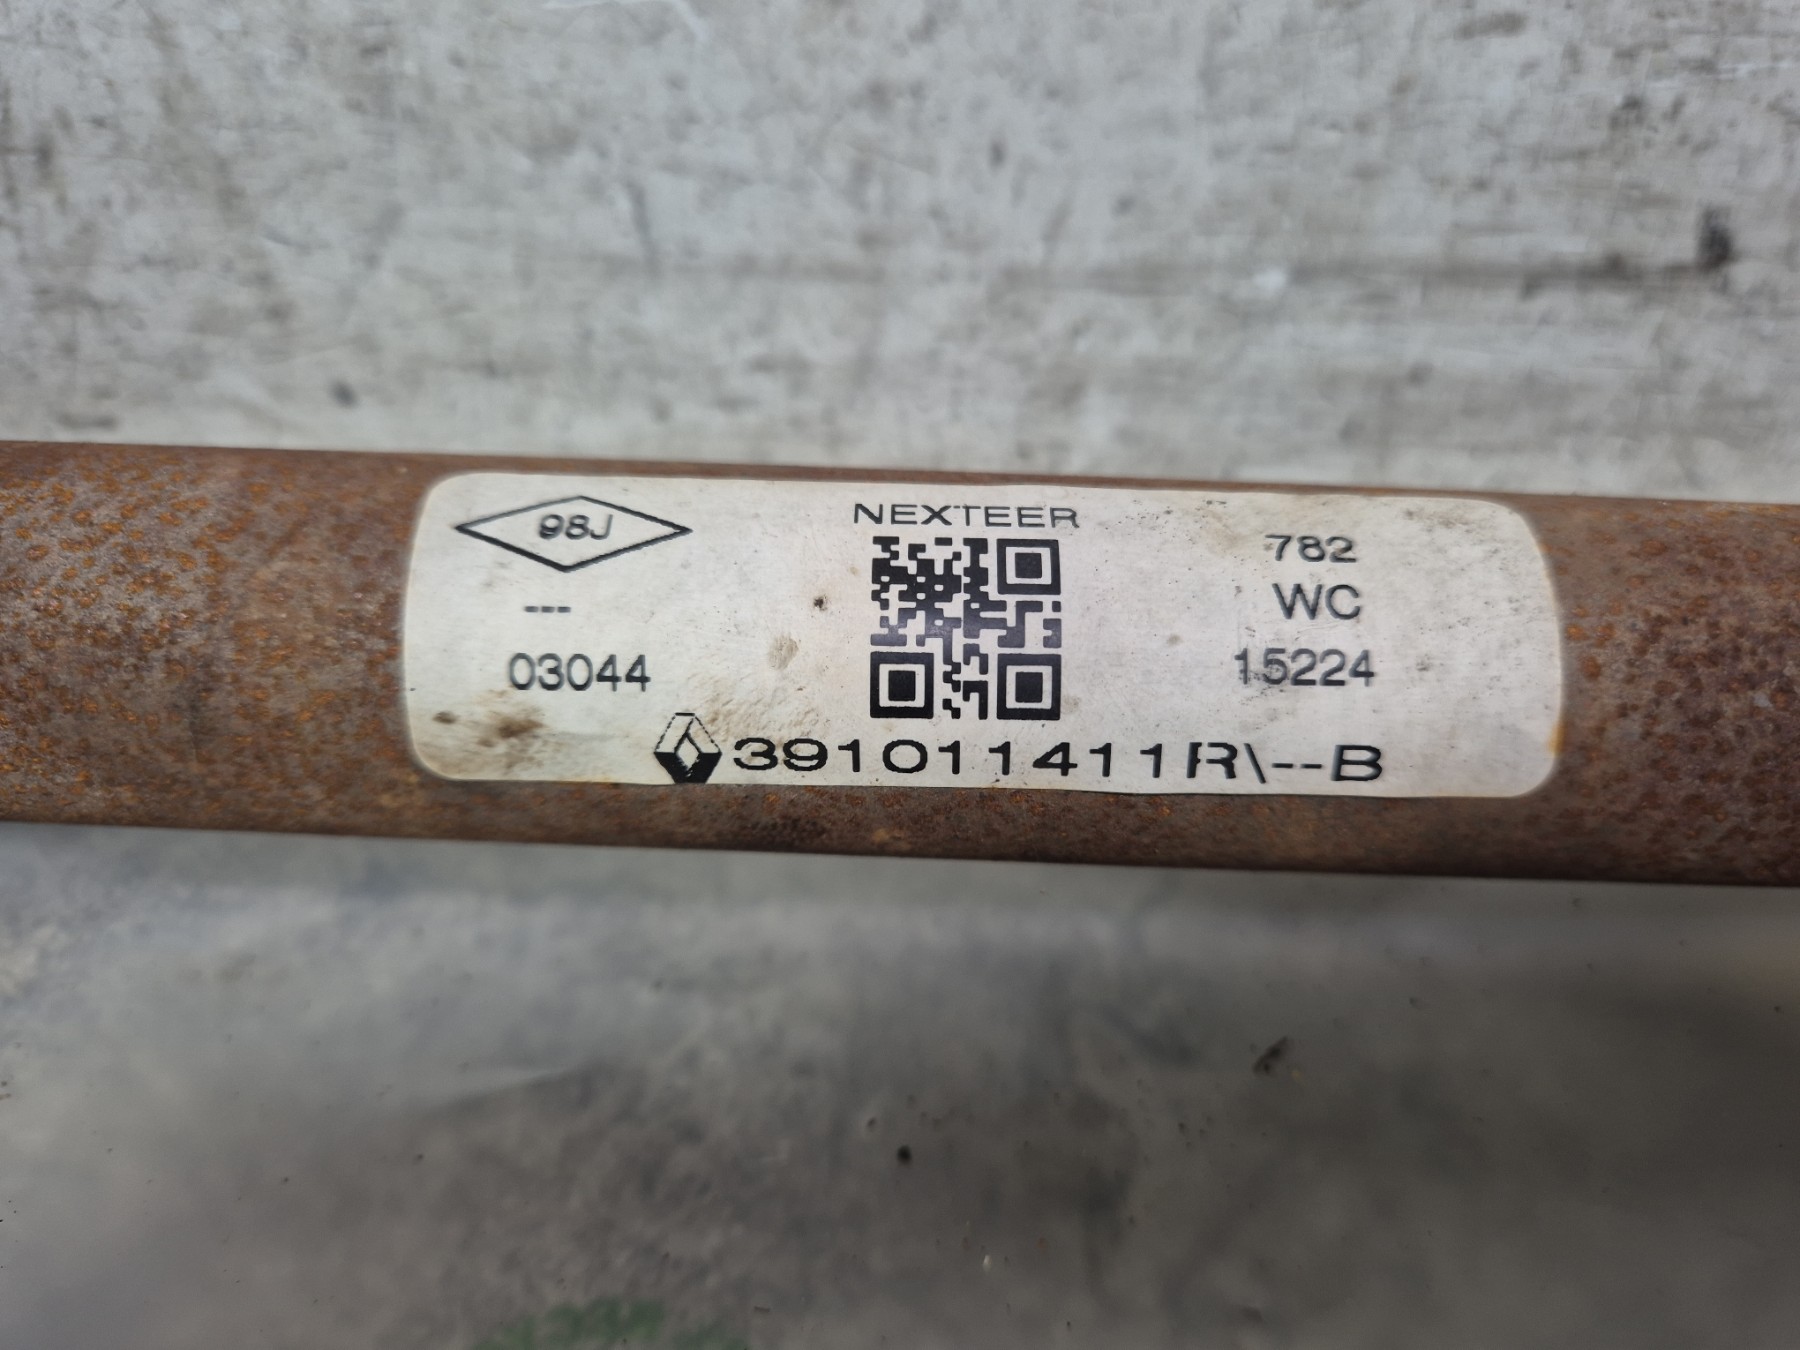 98J
NEXTEER
782
---
WC
03044
15224
391011411R\--B